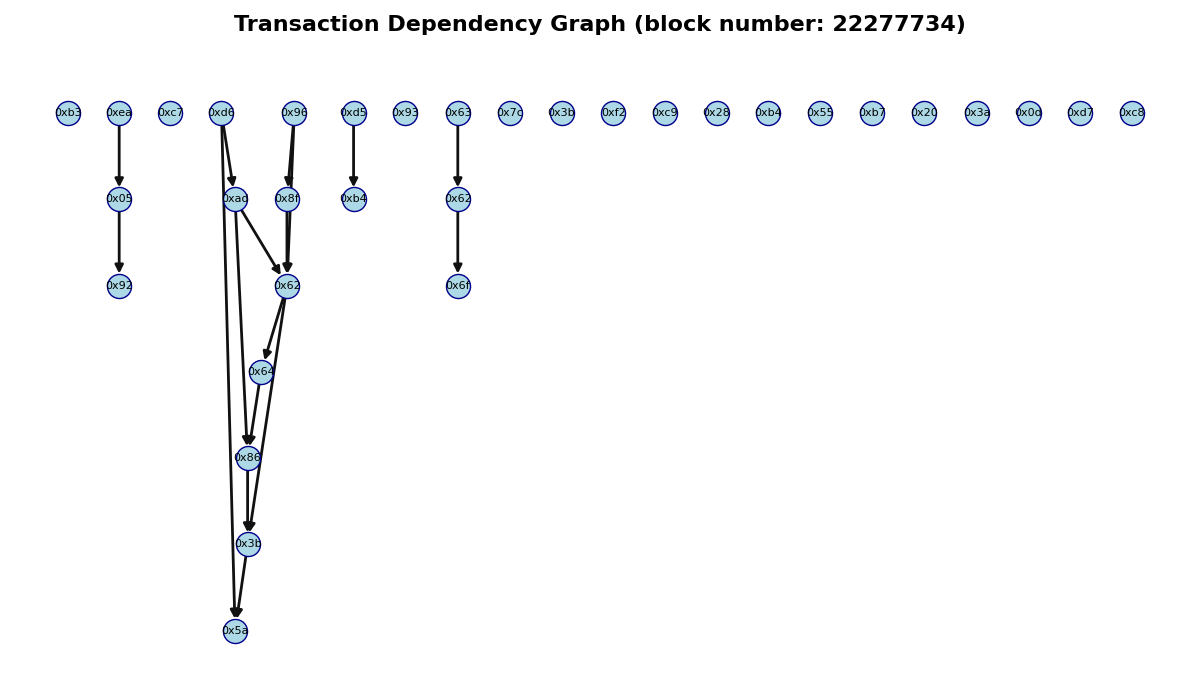 Transaction Dependency Graph (block number: 22277734)
0xb3 0xea 0xc7 0xd6 0x96 0xd5 0x93 0x63 0x7c 0x3b 0xf2 0xc9 0x28 0xb4 0x55 0xb7 0x20 0x3a 0x0d 0xd7 0xc8
0x05 0xad 0x8f 0xb4 0x62
0x92 0x62 0x6f
0x64
0x86
0x3b
0x5a